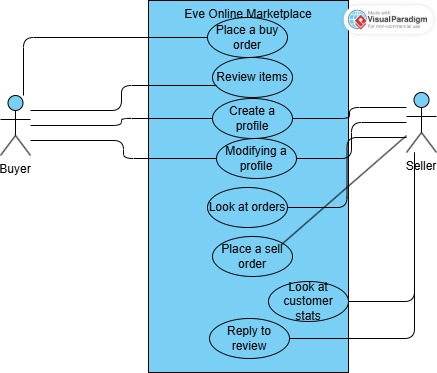 Eve Online Marketplace
Made with
Visual Paradigm
For non-commercial use
Place a buy
order
Review items
Create a
profile
Modifying a
profile
Buyer
Seller
Look at orders
Place a sell
order
Look at
customer
stats
Reply to
review